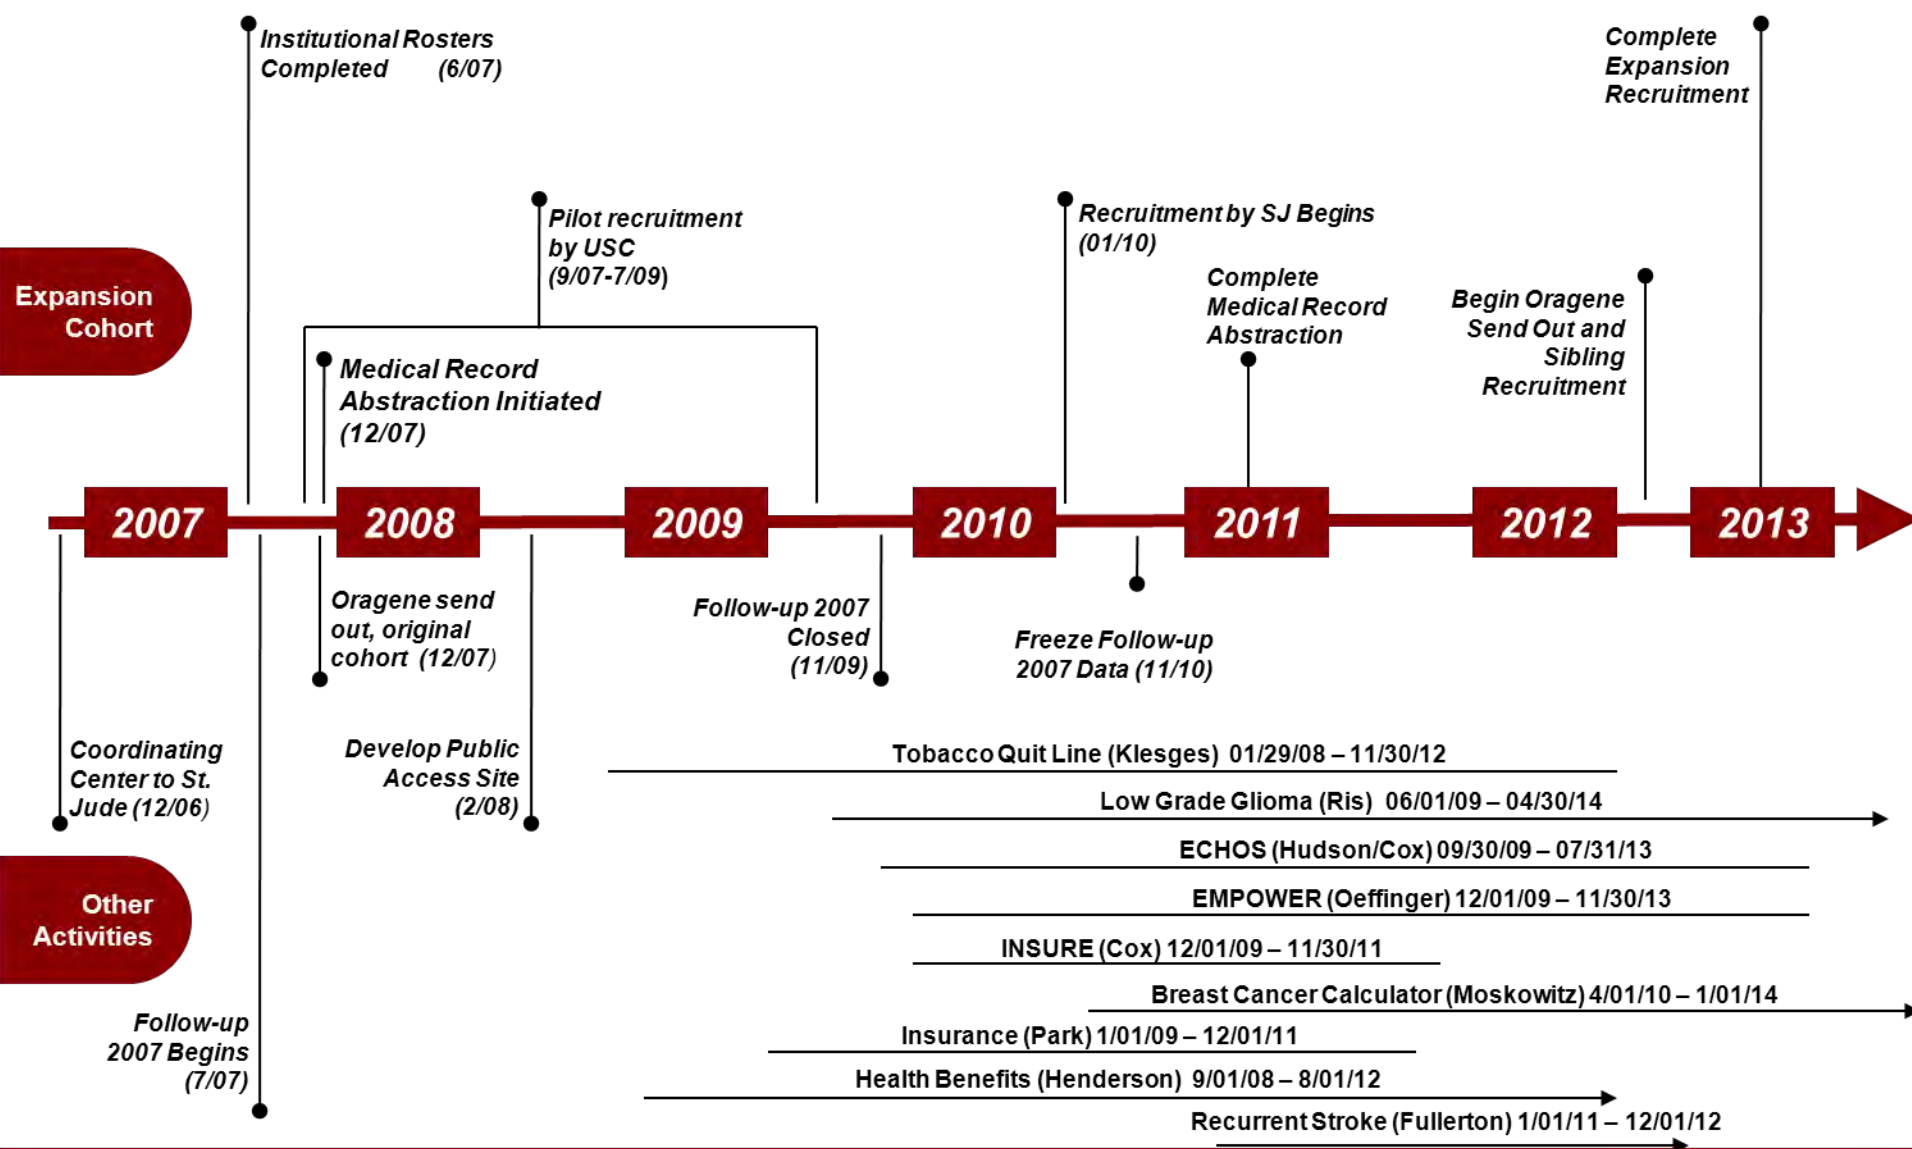 Institutional Rosters
Completed (6/07)
Complete
Expansion
Recruitment
Pilot recruitment
by USC
(9/07-7/09)
Recruitment by SJ Begins
(01/10)
Complete
Medical Record
Abstraction
Begin Oragene
Send Out and
Sibling
Recruitment
Expansion
Cohort
Medical Record
Abstraction Initiated
(12/07)
2007
2008
2009
2010
2011
2012
2013
Oragene send
out, original
cohort (12/07)
Follow-up 2007
Closed
(11/09)
Freeze Follow-up
2007 Data (11/10)
Coordinating
Center to St.
Jude (12/06)
Develop Public
Access Site
(2/08)
Tobacco Quit Line (Klesges) 01/29/08 – 11/30/12
Low Grade Glioma (Ris) 06/01/09 – 04/30/14
ECHOS (Hudson/Cox) 09/30/09 – 07/31/13
EMPOWER (Oeffinger) 12/01/09 – 11/30/13
Other
Activities
INSURE (Cox) 12/01/09 – 11/30/11
Breast Cancer Calculator (Moskowitz) 4/01/10 – 1/01/14
Follow-up
2007 Begins
(7/07)
Insurance (Park) 1/01/09 – 12/01/11
Health Benefits (Henderson) 9/01/08 – 8/01/12
Recurrent Stroke (Fullerton) 1/01/11 – 12/01/12